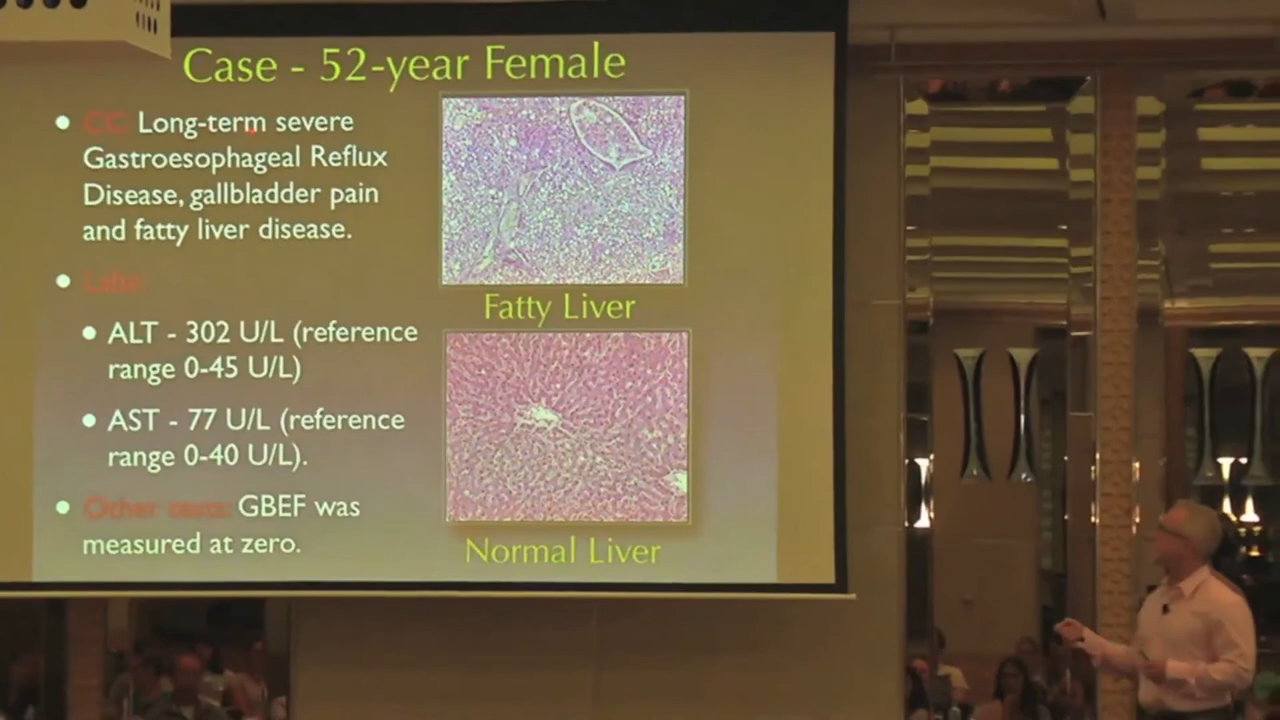 Case - 52-year Female
CC: Long-term severe
Gastroesophageal Reflux
Disease, gallbladder pain
and fatty liver disease.
Labs:
ALT - 302 U/L (reference
range 0-45 U/L)
AST - 77 U/L (reference
range 0-40 U/L).
Other tests: GBEF was
measured at zero.
Fatty Liver
Normal Liver